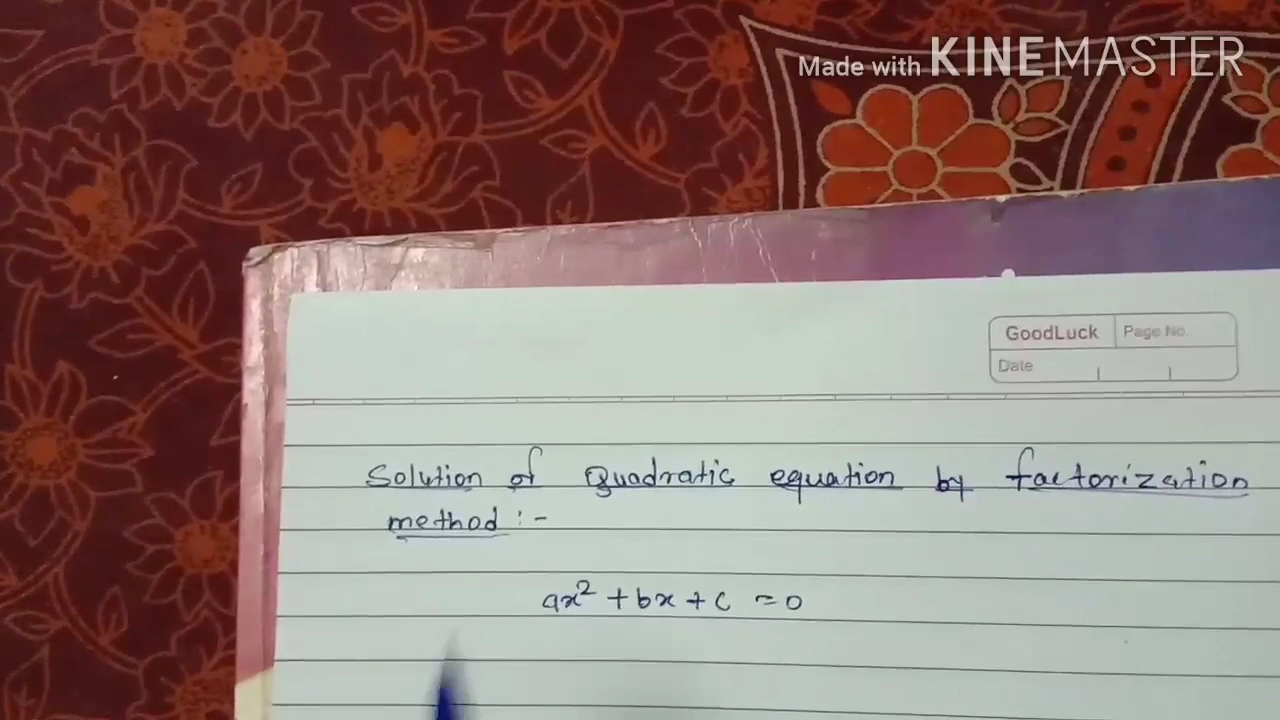 Made with KINEMASTER
GoodLuck Page No.
Date
Solution of Quadratic equation by factorization
method :-
ax² + bx + c = 0